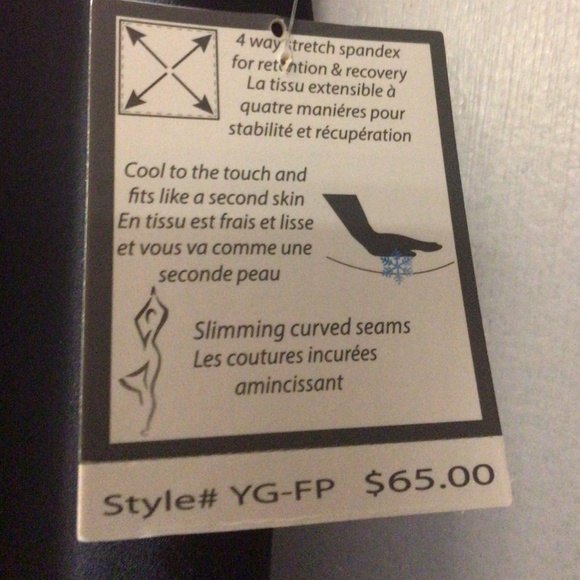 4 way stretch spandex
for retention & recovery
La tissu extensible à
quatre maniéres pour
stabilité et récupération
Cool to the touch and
fits like a second skin
En tissu est frais et lisse
et vous va comme une
seconde peau
Slimming curved seams
Les coutures incurées
amincissant
Style# YG-FP $65.00